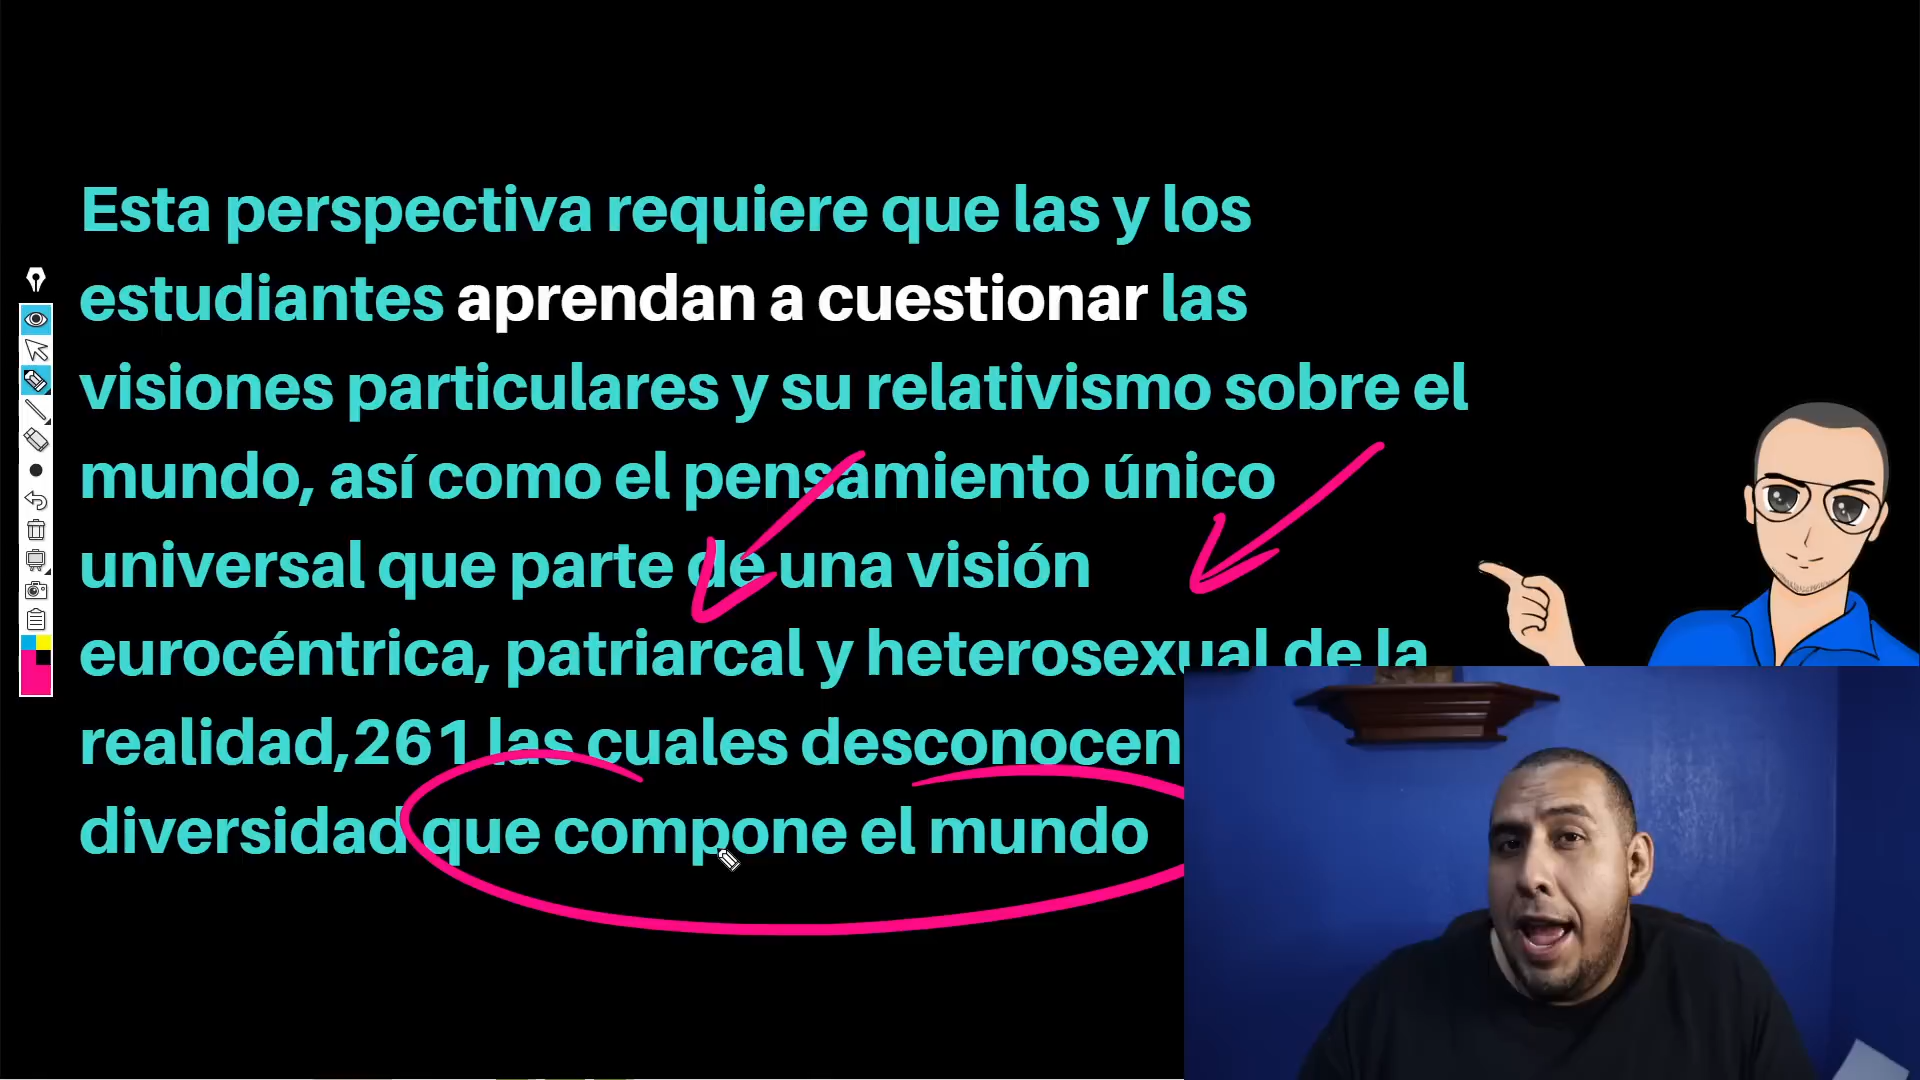 Esta perspectiva requiere que las y los
estudiantes aprendan a cuestionar las
visiones particulares y su relativismo sobre el
mundo, así como el pensamiento único
universal que parte de una visión
eurocéntrica, patriarcal y heterosexual de la
realidad,261 las cuales desconocen
diversidad que compone el mundo